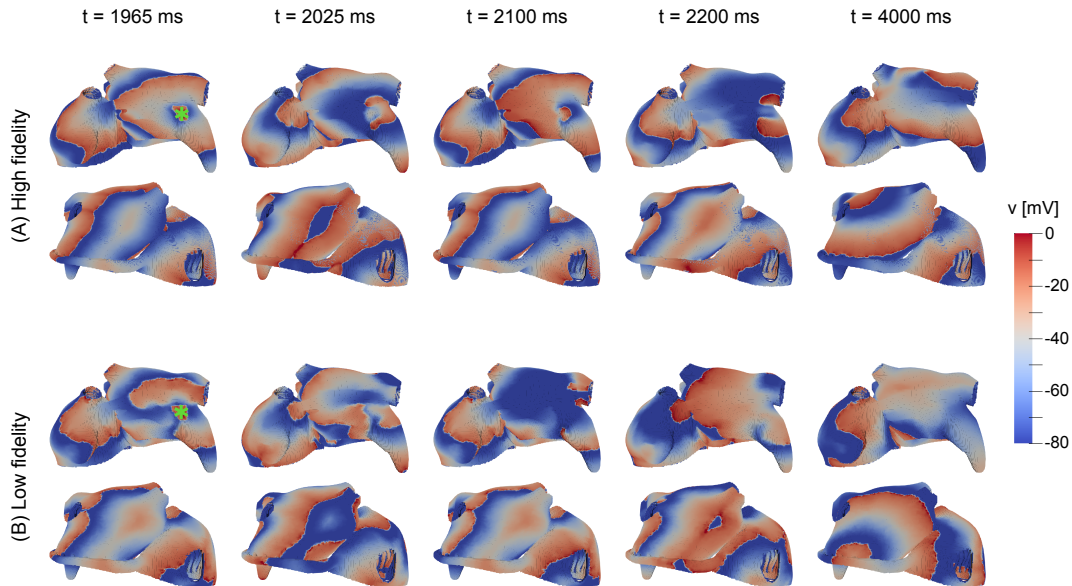 t = 1965 ms
t = 2025 ms
t = 2100 ms
t = 2200 ms
t = 4000 ms
(A) High fidelity
v [mV]
0
-20
-40
-60
-80
(B) Low fidelity